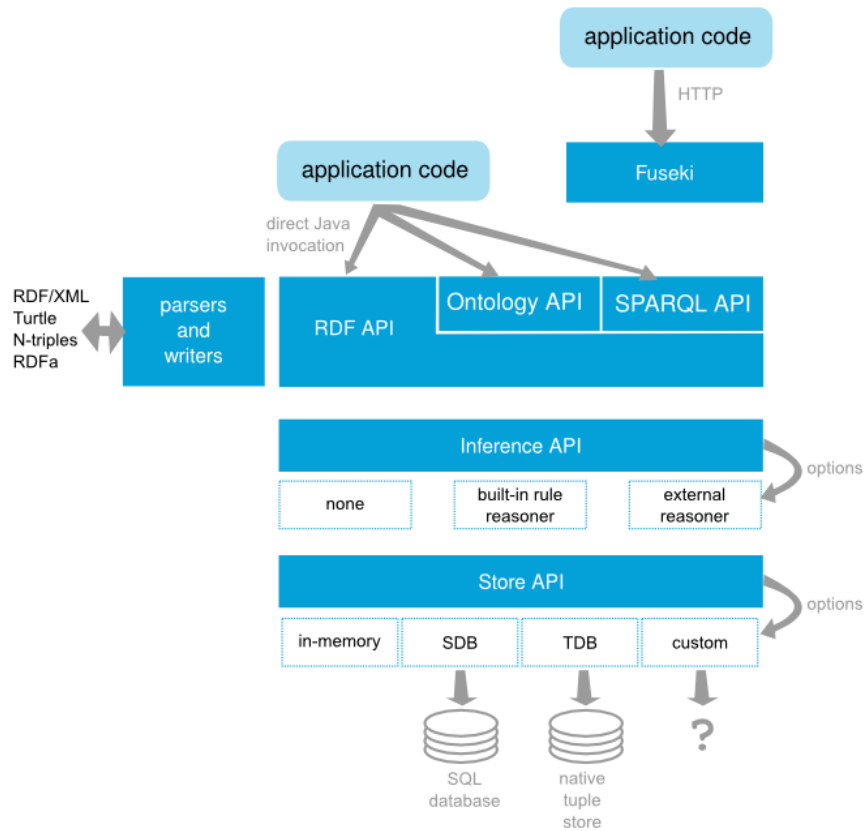 application code
HTTP
Fuseki
application code
direct Java
invocation
RDF/XML
Turtle
N-triples
RDFa
parsers
and
writers
RDF API
Ontology API
SPARQL API
Inference API
options
none
built-in rule
reasoner
external
reasoner
Store API
options
in-memory
SDB
TDB
custom
?
SQL
database
native
tuple
store